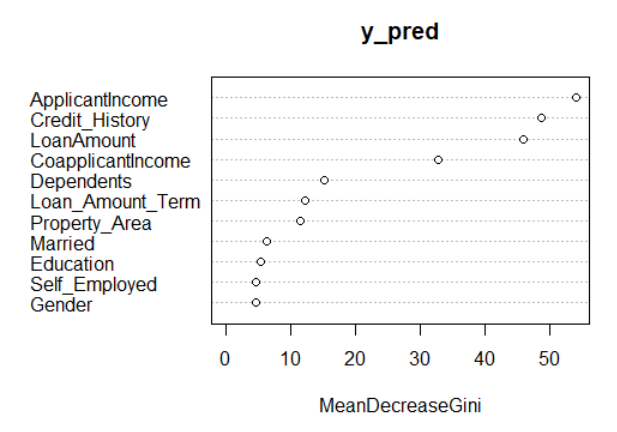 y_pred
ApplicantIncome
Credit_History
LoanAmount
CoapplicantIncome
Dependents
Loan_Amount_Term
Property_Area
Married
Education
Self_Employed
Gender
0 10 20 30 40 50
MeanDecreaseGini